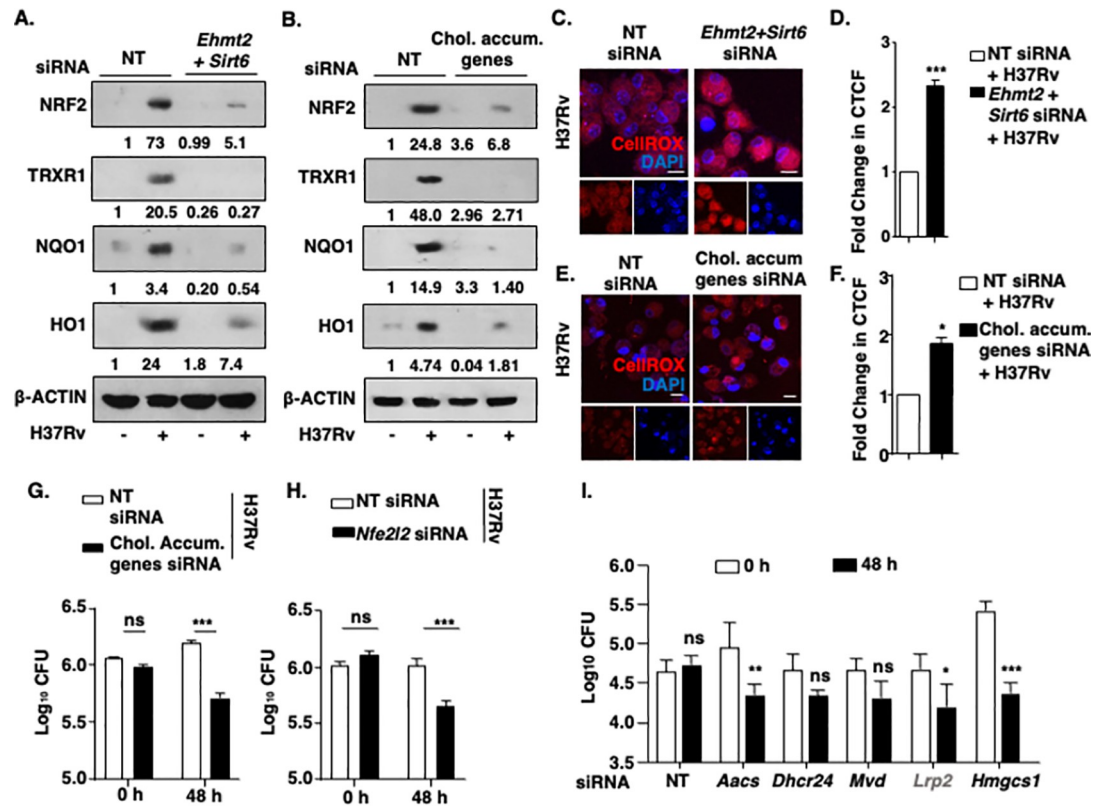 A.
siRNA
NT
Ehmt2
+ Sirt6
NRF2
1 73 0.99 5.1
TRXR1
1 20.5 0.26 0.27
NQO1
1 3.4 0.20 0.54
HO1
1 24 1.8 7.4
β-ACTIN
H37Rv - + - +
B.
siRNA
NT
Chol. accum.
genes
NRF2
1 24.8 3.6 6.8
TRXR1
1 48.0 2.96 2.71
NQO1
1 14.9 3.3 1.40
HO1
1 4.74 0.04 1.81
β-ACTIN
H37Rv - + - +
C.
NT
siRNA
Ehmt2+Sirt6
siRNA
H37Rv
CellROX
DAPI
D.
Fold Change in CTCF
3
2
1
0
***
NT siRNA
+ H37Rv
Ehmt2 +
Sirt6 siRNA
+ H37Rv
E.
NT
siRNA
Chol. accum
genes siRNA
H37Rv
CellROX
DAPI
F.
Fold Change in CTCF
3
2
1
0
*
NT siRNA
+ H37Rv
Chol. accum.
genes siRNA
+ H37Rv
G.
NT
siRNA
Chol. Accum.
genes siRNA
H37Rv
Log10 CFU
6.5
6.0
5.5
5.0
ns
***
0 h 48 h
H.
NT siRNA
Nfe2l2 siRNA
H37Rv
Log10 CFU
6.5
6.0
5.5
5.0
ns
***
0 h 48 h
I.
0 h
48 h
Log10 CFU
6.0
5.5
5.0
4.5
4.0
3.5
ns
**
ns
ns
*
***
siRNA NT Aacs Dhcr24 Mvd Lrp2 Hmgcs1